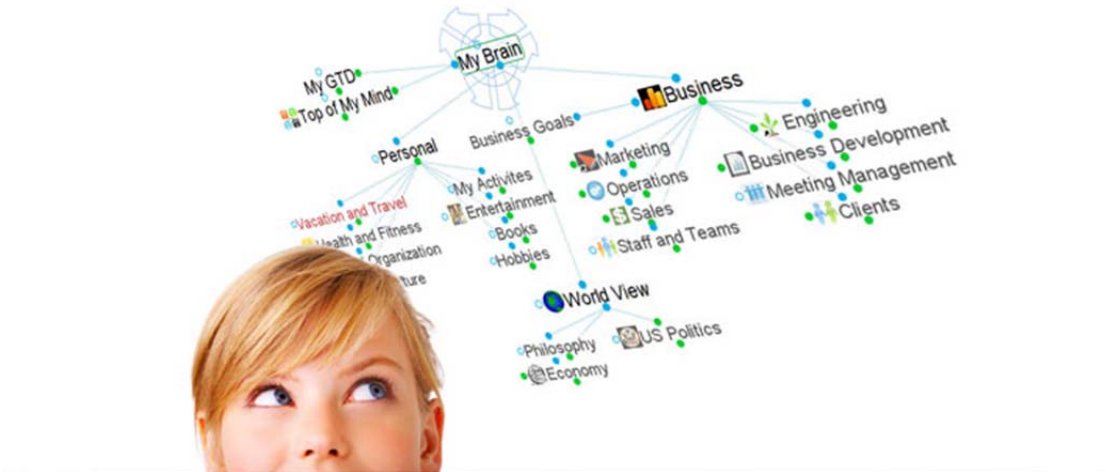 My Brain
My GTD
Top of My Mind
Personal
Vacation and Travel
Health and Fitness
Organization
My Activites
Entertainment
Books
Hobbies
Business Goals
Business
Marketing
Operations
Sales
Staff and Teams
Engineering
Business Development
Meeting Management
Clients
World View
Philosophy
Economy
US Politics